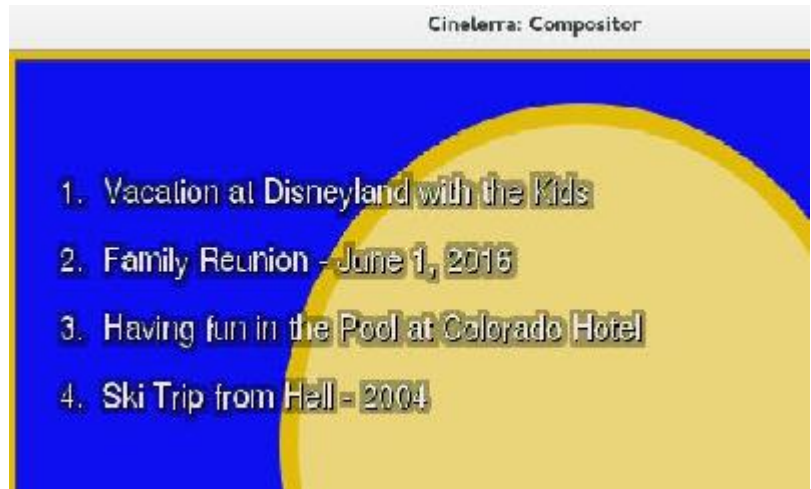 Cinelerra: Compositor
1. Vacation at Disneyland with the Kids
2. Family Reunion - June 1, 2016
3. Having fun in the Pool at Colorado Hotel
4. Ski Trip from Hell - 2004